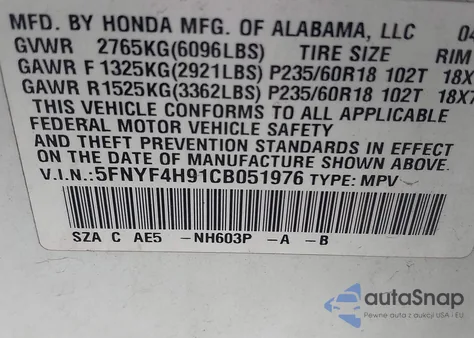 MFD. BY HONDA MFG. OF ALABAMA, LLC 04
GVWR 2765KG(6096LBS) TIRE SIZE RIM
GAWR F 1325KG(2921LBS) P235/60R18 102T 18X
GAWR R 1525KG(3362LBS) P235/60R18 102T 18X7
THIS VEHICLE CONFORMS TO ALL APPLICABLE
FEDERAL MOTOR VEHICLE SAFETY
AND THEFT PREVENTION STANDARDS IN EFFECT
ON THE DATE OF MANUFACTURE SHOWN ABOVE.
V.I.N.:5FNYF4H91CB051976 TYPE: MPV
SZA C AE5 -NH603P -A -B
autoSnap
Pewne auta z aukcji USA - EU